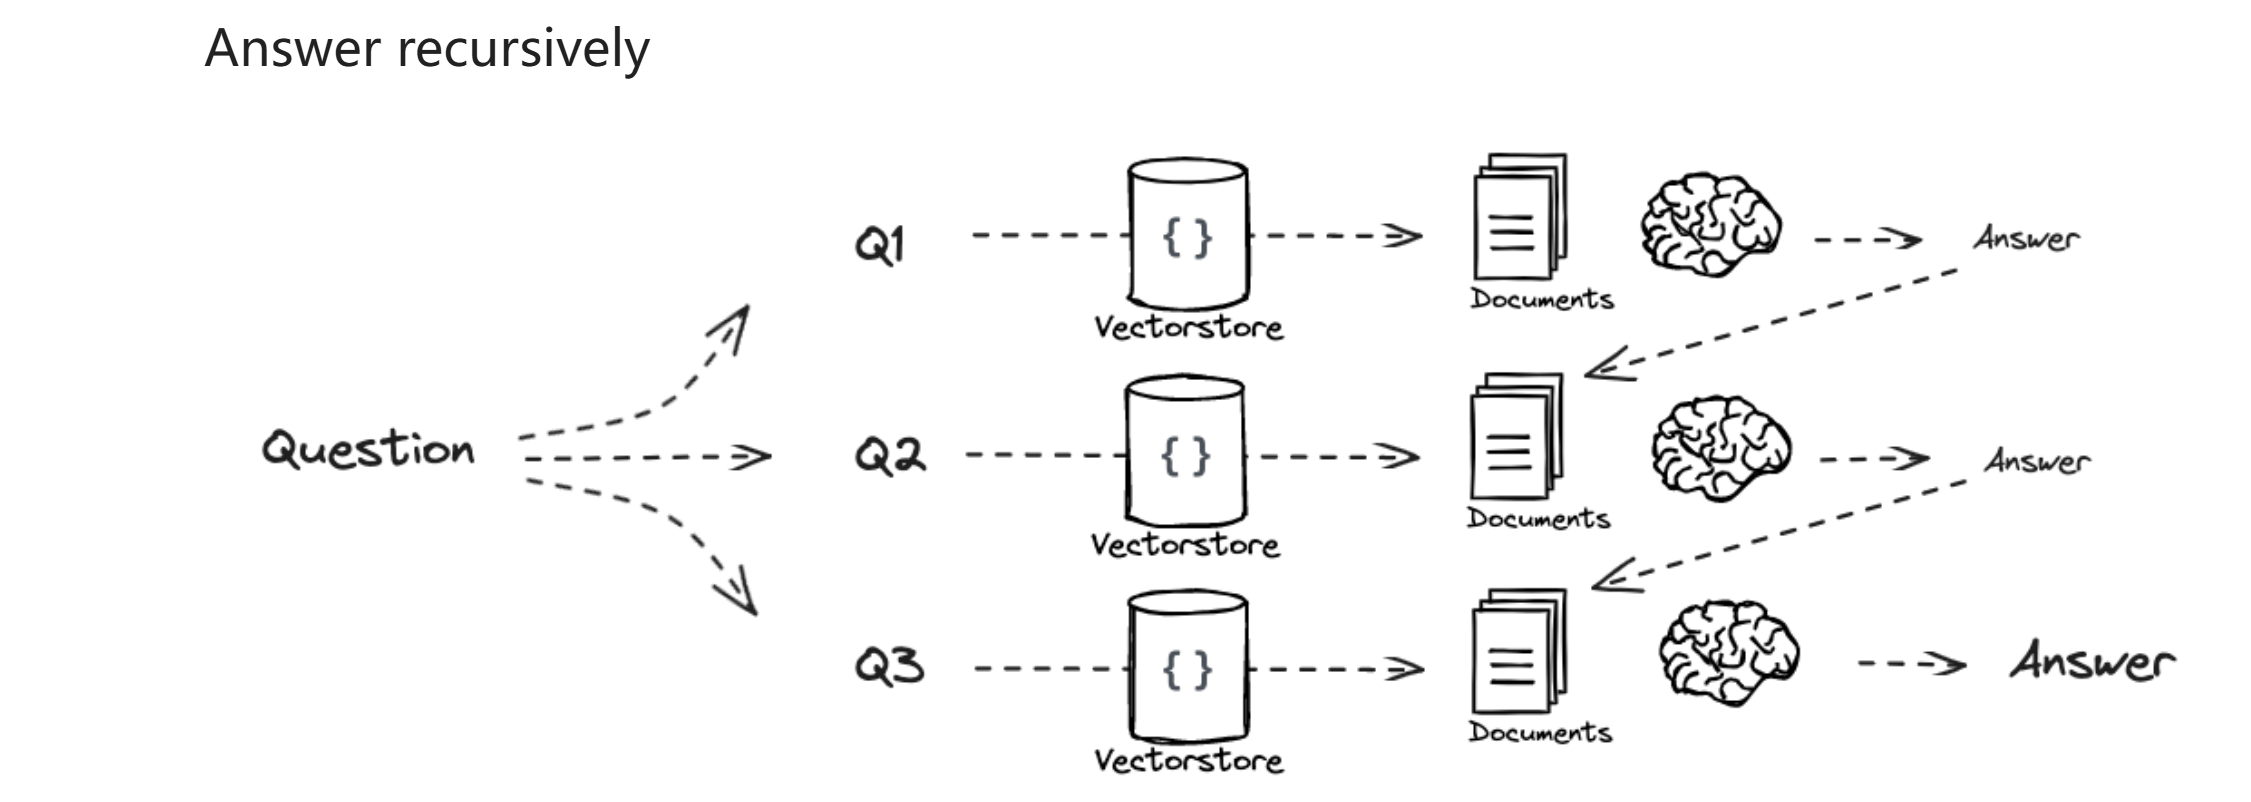 Answer recursively
Q1
{ }
Vectorstore
Documents
Answer
Question
Q2
{ }
Vectorstore
Documents
Answer
Q3
{ }
Vectorstore
Documents
Answer